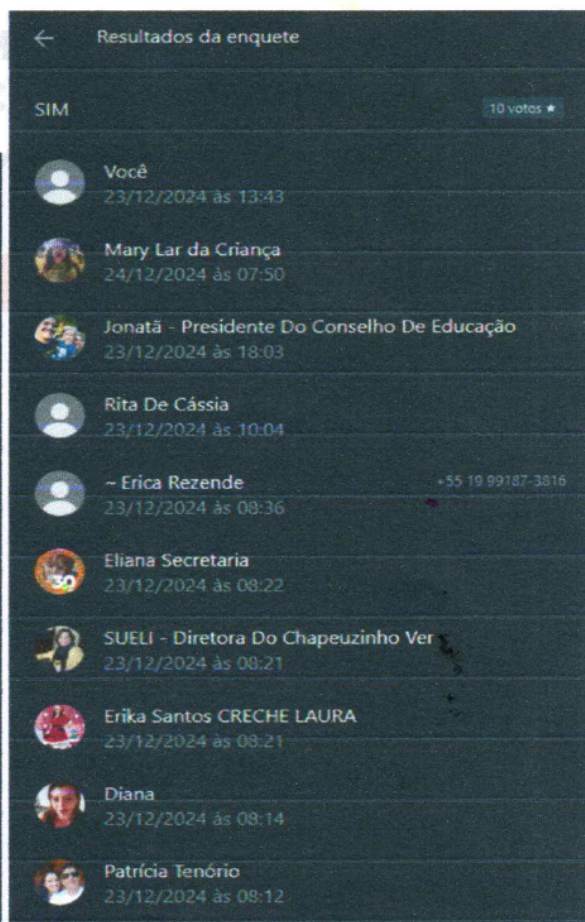 Resultados da enquete
SIM
10 votos ★
Você
23/12/2024 às 13:43
Mary Lar da Criança
24/12/2024 às 07:50
Jonatã - Presidente Do Conselho De Educação
23/12/2024 às 18:03
Rita De Cássia
23/12/2024 às 10:04
~ Erica Rezende
+55 19 99187-3816
23/12/2024 às 08:36
Eliana Secretaria
23/12/2024 às 08:22
SUELI - Diretora Do Chapeuzinho Ver
23/12/2024 às 08:21
Erika Santos CRECHE LAURA
23/12/2024 às 08:21
Diana
23/12/2024 às 08:14
Patrícia Tenório
23/12/2024 às 08:12